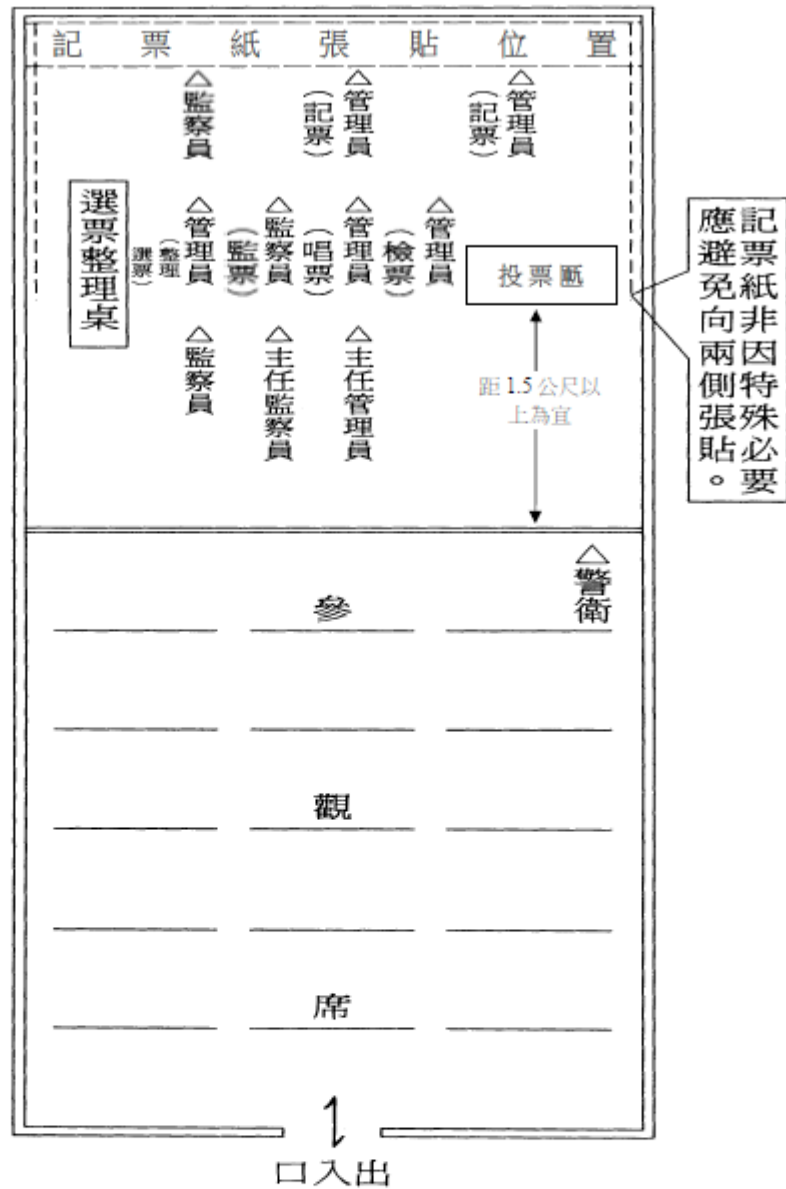 記票紙張貼位置
△管理員
(記票)
△管理員
(記票)
△監察員
△管理員
(檢票)
△管理員
(唱票)
△監察員
(監票)
△管理員
(整理
選票)
選票整理桌
投票匭
距 1.5 公尺以
上為宜
△主任管理員
△主任監察員
△監察員
記票紙非因特殊必要
應避免向兩側張貼。
△警衛
參
觀
席
口入出